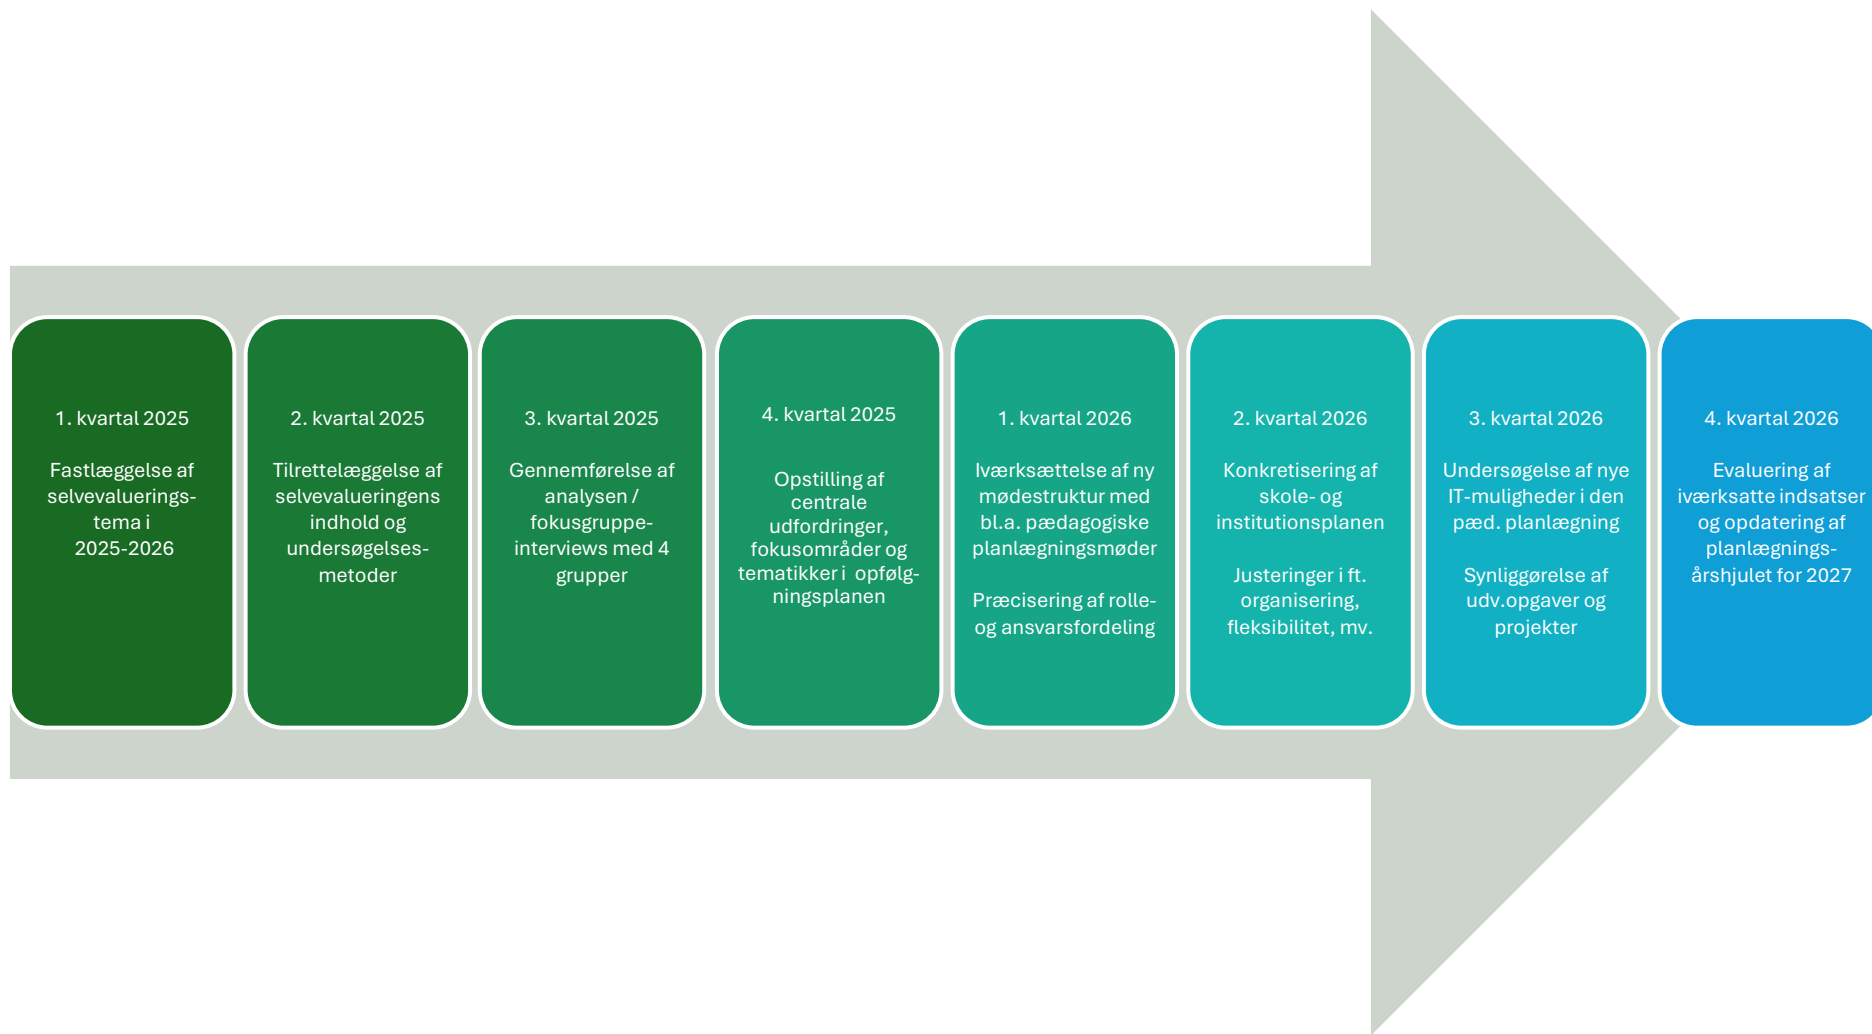 1. kvartal 2025
Fastlæggelse af
selvevaluerings-
tema i
2025-2026
2. kvartal 2025
Tilrettelæggelse af
selvevalueringens
indhold og
undersøgelses-
metoder
3. kvartal 2025
Gennemførelse af
analysen /
fokusgruppe-
interviews med 4
grupper
4. kvartal 2025
Opstilling af
centrale
udfordringer,
fokusområder og
tematikker i  opfølg-
ningsplanen
1. kvartal 2026
Iværksættelse af ny
mødestruktur med
bl.a. pædagogiske
planlægningsmøder
Præcisering af rolle-
og ansvarsfordeling
2. kvartal 2026
Konkretisering af
skole- og
institutionsplanen
Justeringer i ft.
organisering,
fleksibilitet, mv.
3. kvartal 2026
Undersøgelse af nye
IT-muligheder i den
pæd. planlægning
Synliggørelse af
udv.opgaver og
projekter
4. kvartal 2026
Evaluering af
iværksatte indsatser
og opdatering af
planlægnings-
årshjulet for 2027